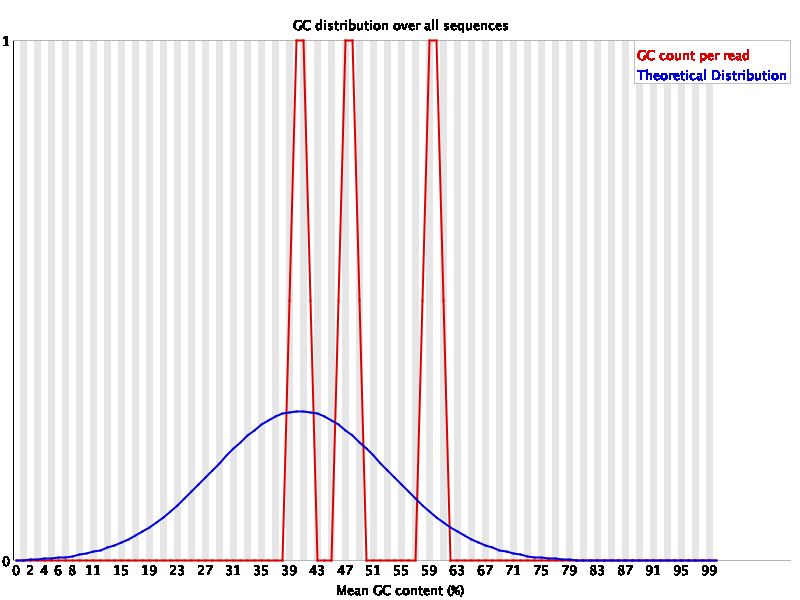 GC distribution over all sequences
1
GC count per read
Theoretical Distribution
0
0 2 4 6 8 11 15 19 23 27 31 35 39 43 47 51 55 59 63 67 71 75 79 83 87 91 95 99
Mean GC content (%)